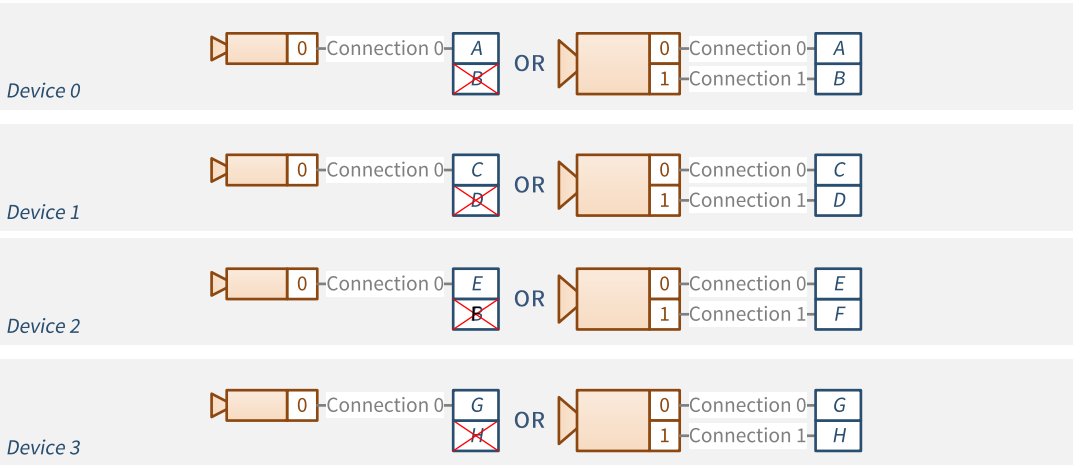 0 Connection 0 A OR 0 Connection 0 A
B 1 Connection 1 B
Device 0
0 Connection 0 C OR 0 Connection 0 C
D 1 Connection 1 D
Device 1
0 Connection 0 E OR 0 Connection 0 E
B 1 Connection 1 F
Device 2
0 Connection 0 G OR 0 Connection 0 G
H 1 Connection 1 H
Device 3